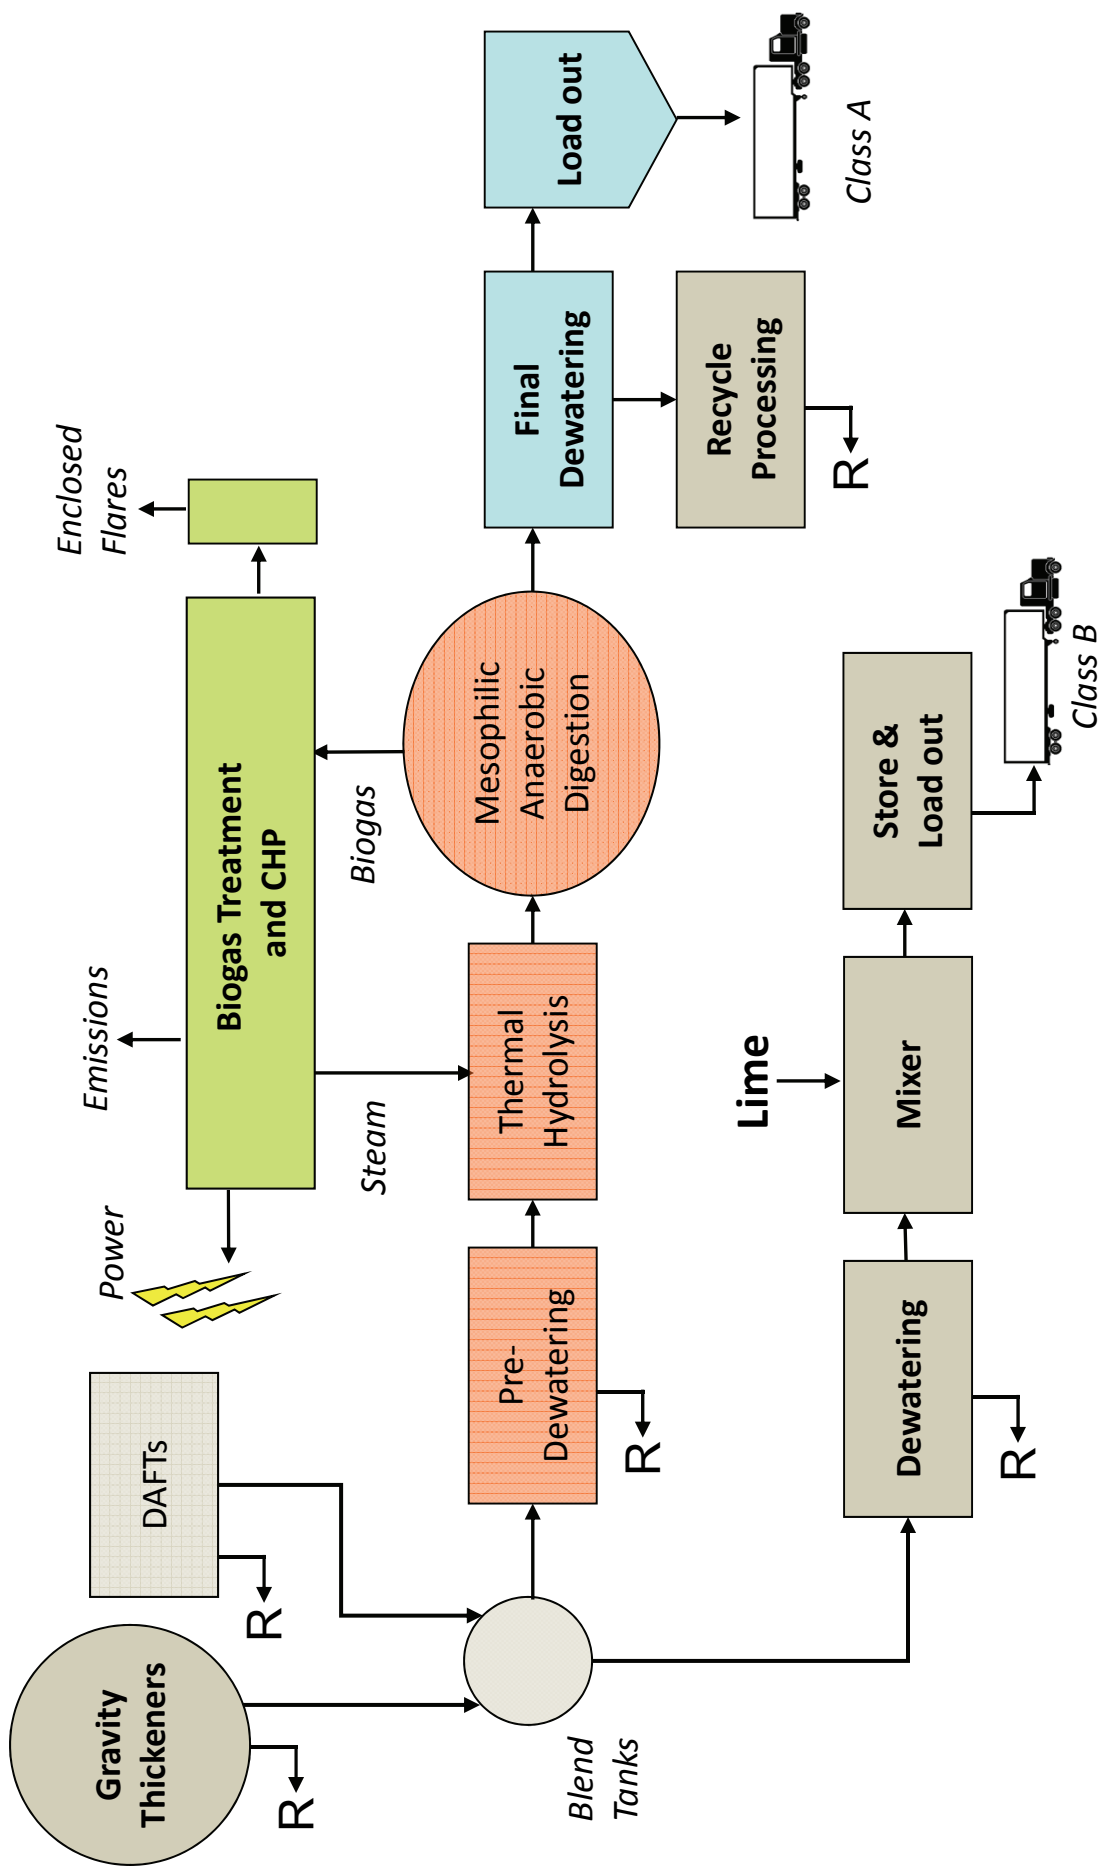 Gravity
Thickeners
R
DAFTs
R
Blend
Tanks
Power
Emissions
Biogas Treatment
and CHP
Enclosed
Flares
Steam
Biogas
Pre-
Dewatering
R
Thermal
Hydrolysis
Mesophilic
Anaerobic
Digestion
Final
Dewatering
Load out
Class A
Recycle
Processing
R
Dewatering
R
Lime
Mixer
Store &
Load out
Class B